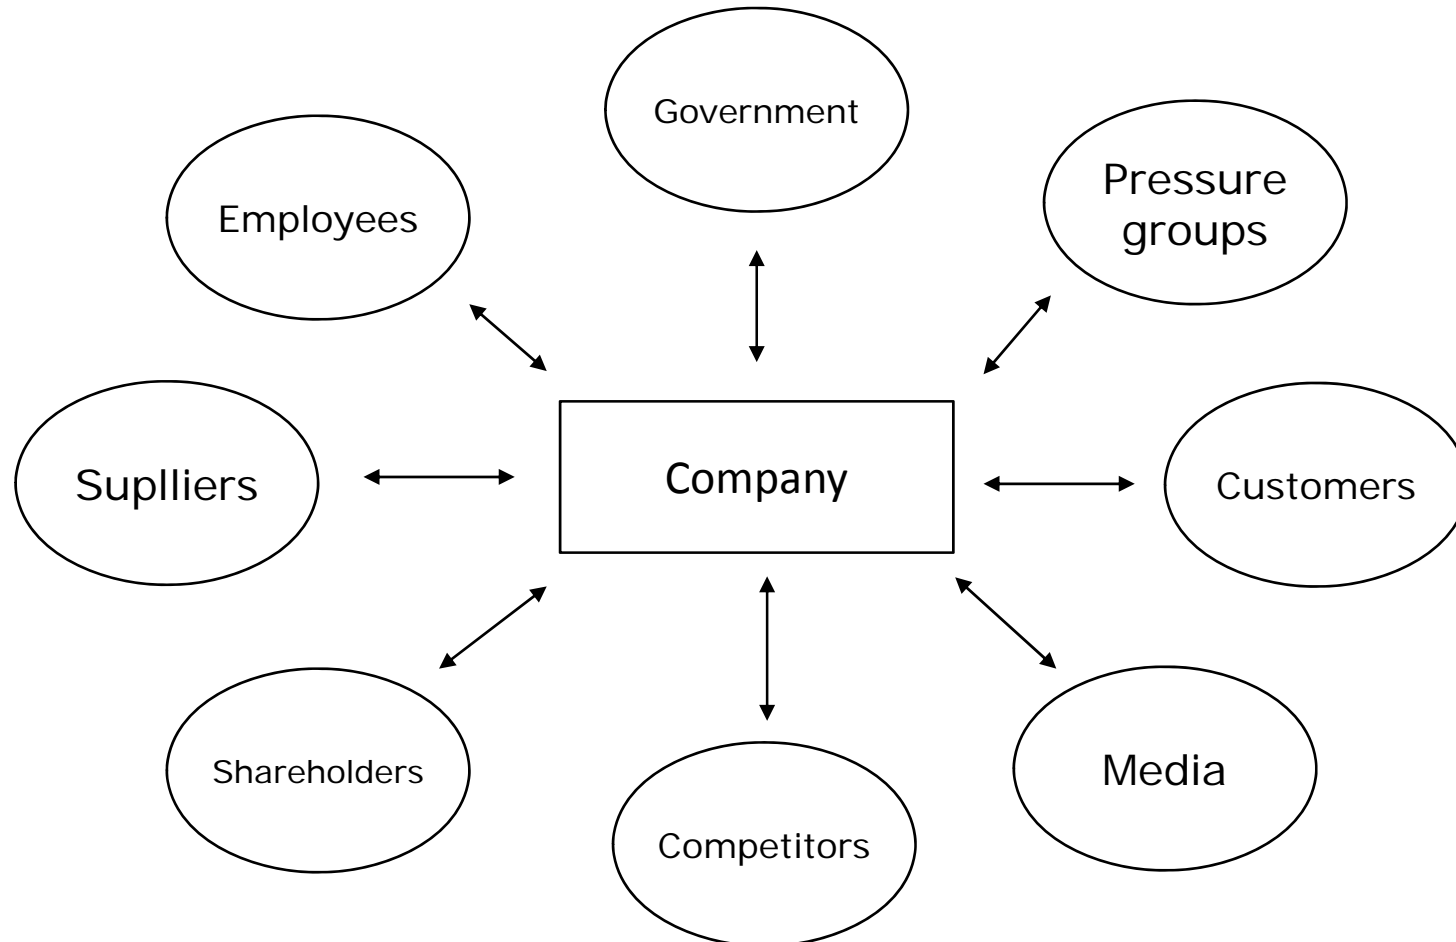 Government
Pressure
groups
Employees
Suplliers
Company
Customers
Shareholders
Media
Competitors